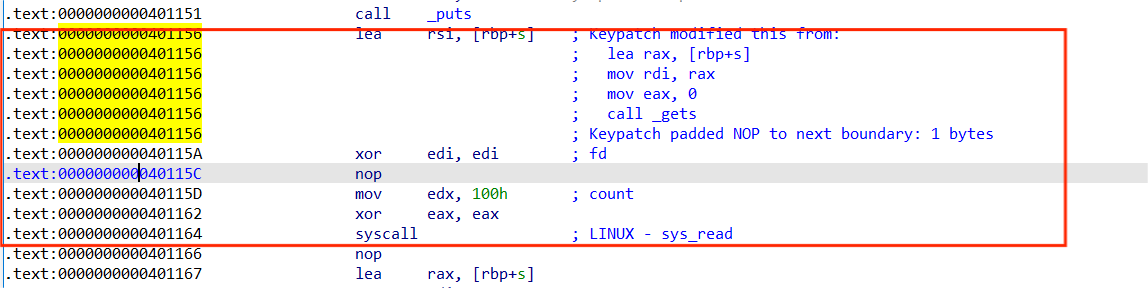 .text:0000000000401151 call _puts
.text:0000000000401156 lea rsi, [rbp+s] ; Keypatch modified this from:
.text:0000000000401156 ; lea rax, [rbp+s]
.text:0000000000401156 ; mov rdi, rax
.text:0000000000401156 ; mov eax, 0
.text:0000000000401156 ; call _gets
.text:0000000000401156 ; Keypatch padded NOP to next boundary: 1 bytes
.text:000000000040115A xor edi, edi ; fd
.text:000000000040115C nop
.text:000000000040115D mov edx, 100h ; count
.text:0000000000401162 xor eax, eax
.text:0000000000401164 syscall ; LINUX - sys_read
.text:0000000000401166 nop
.text:0000000000401167 lea rax, [rbp+s]